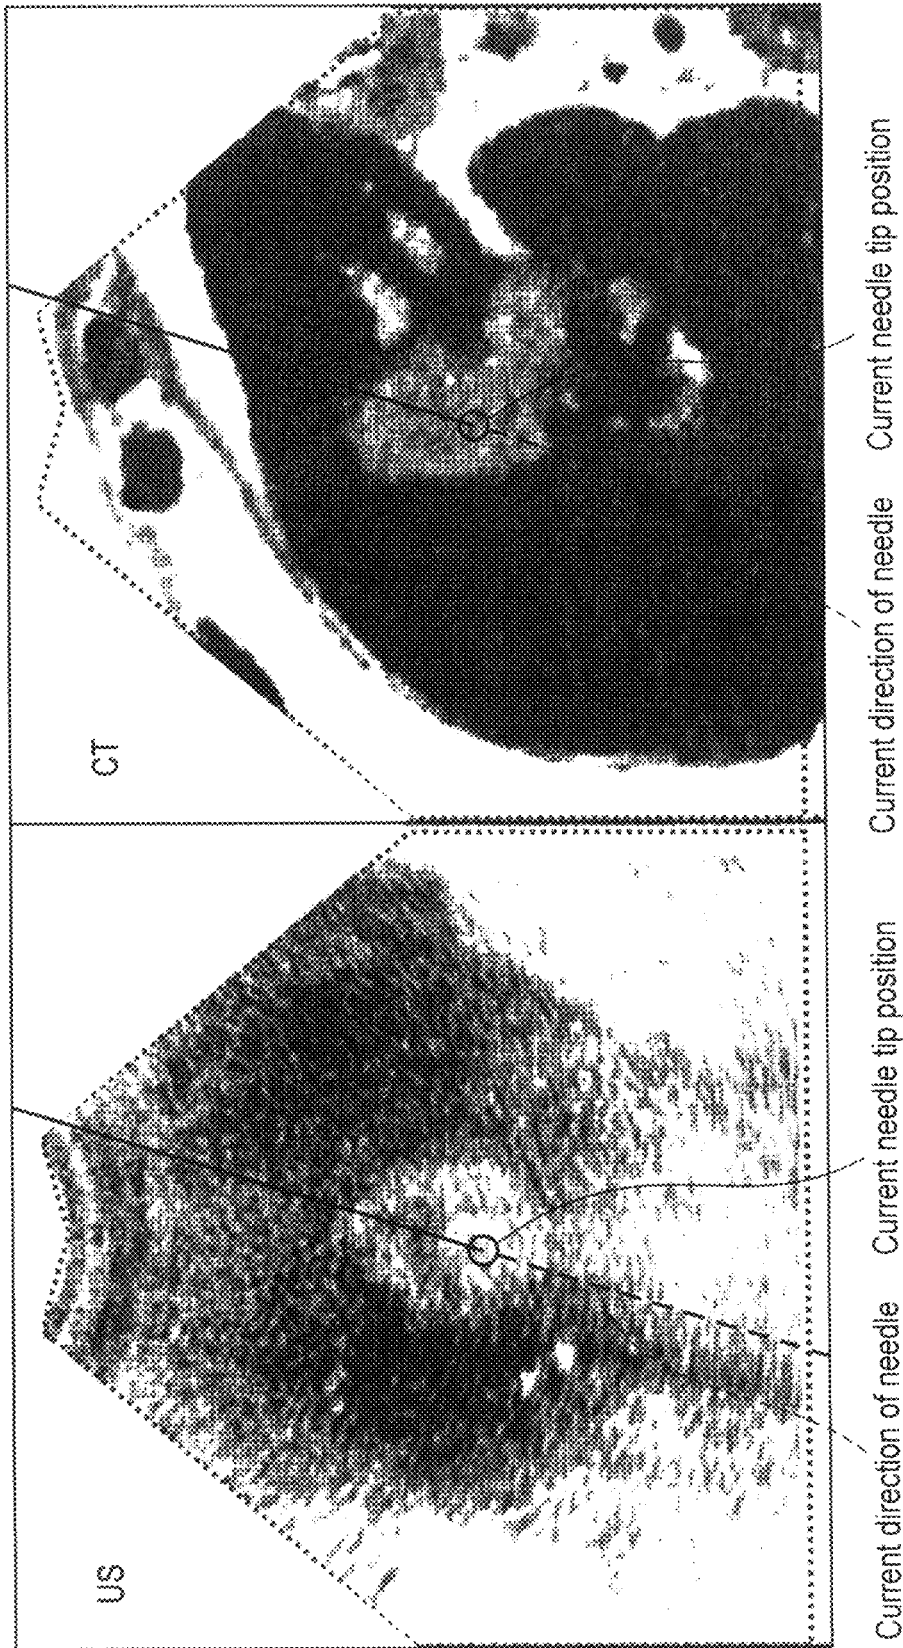 US
CT
Current direction of needle
Current needle tip position
Current direction of needle
Current needle tip position